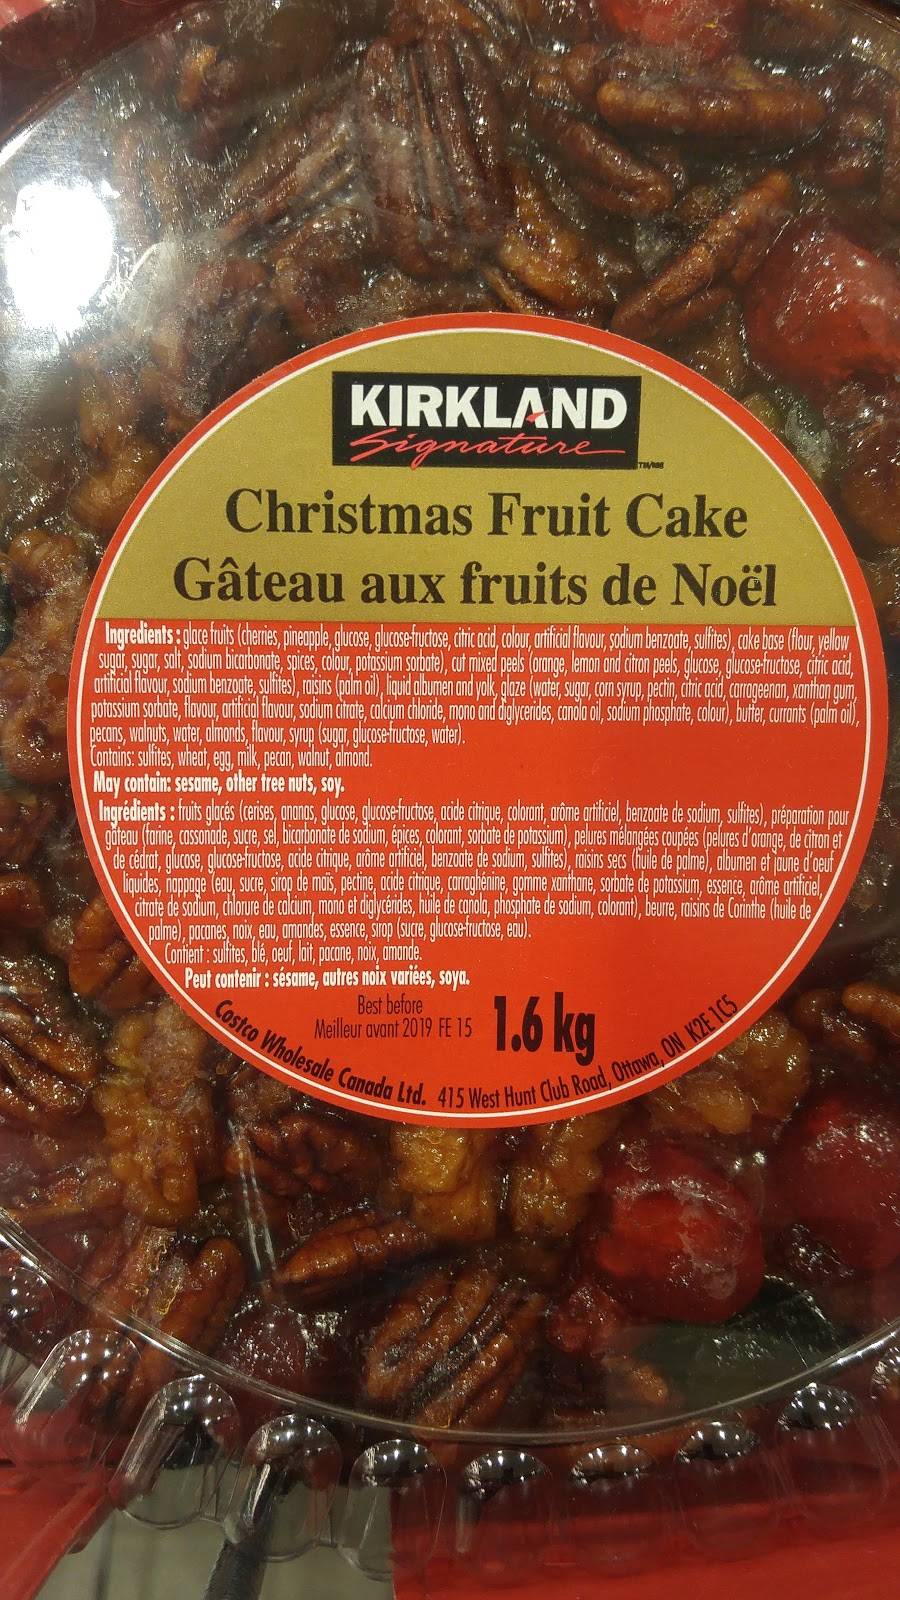 KIRKLAND
Signature
TM/MD
Christmas Fruit Cake
Gâteau aux fruits de Noël
Ingredients : glace fruits (cherries, pineapple, glucose, glucose-fructose, citric acid, colour, artificial flavour, sodium benzoate, sulfites), cake base (flour, yellow
sugar, sugar, salt, sodium bicarbonate, spices, colour, potassium sorbate), cut mixed peels (orange, lemon and citron peels, glucose, glucose-fructose, citric acid,
artificial flavour, sodium benzoate, sulfites), raisins (palm oil), liquid albumen and yolk, glaze (water, sugar, corn syrup, pectin, citric acid, carrageenan, xanthan gum,
potassium sorbate, flavour, artificial flavour, sodium citrate, calcium chloride, mono and diglycerides, canola oil, sodium phosphate, colour), butter, currants (palm oil),
pecans, walnuts, water, almonds, flavour, syrup (sugar, glucose-fructose, water).
Contains: sulfites, wheat, egg, milk, pecan, walnut, almond.
May contain: sesame, other tree nuts, soy.
Ingrédients : fruits glacés (cerises, ananas, glucose, glucose-fructose, acide citrique, colorant, arôme artificiel, benzoate de sodium, sulfites), préparation pour
gâteau (farine, cassonade, sucre, sel, bicarbonate de sodium, épices, colorant, sorbate de potassium), pelures mélangées coupées (pelures d'orange, de citron et
de cédrat, glucose, glucose-fructose, acide citrique, arôme artificiel, benzoate de sodium, sulfites), raisins secs (huile de palme), albumen et jaune d'oeuf
liquides, nappage (eau, sucre, sirop de maïs, pectine, acide citrique, carraghénine, gomme xanthane, sorbate de potassium, essence, arôme artificiel,
citrate de sodium, chlorure de calcium, mono et diglycérides, huile de canola, phosphate de sodium, colorant), beurre, raisins de Corinthe (huile de
palme), pacanes, noix, eau, amandes, essence, sirop (sucre, glucose-fructose, eau).
Contient : sulfites, blé, oeuf, lait, pacane, noix, amande.
Peut contenir : sésame, autres noix variées, soya.
Best before
Meilleur avant 2019 FE 15
1.6 kg
Costco Wholesale Canada Ltd. 415 West Hunt Club Road, Ottawa, ON K2E 1C5